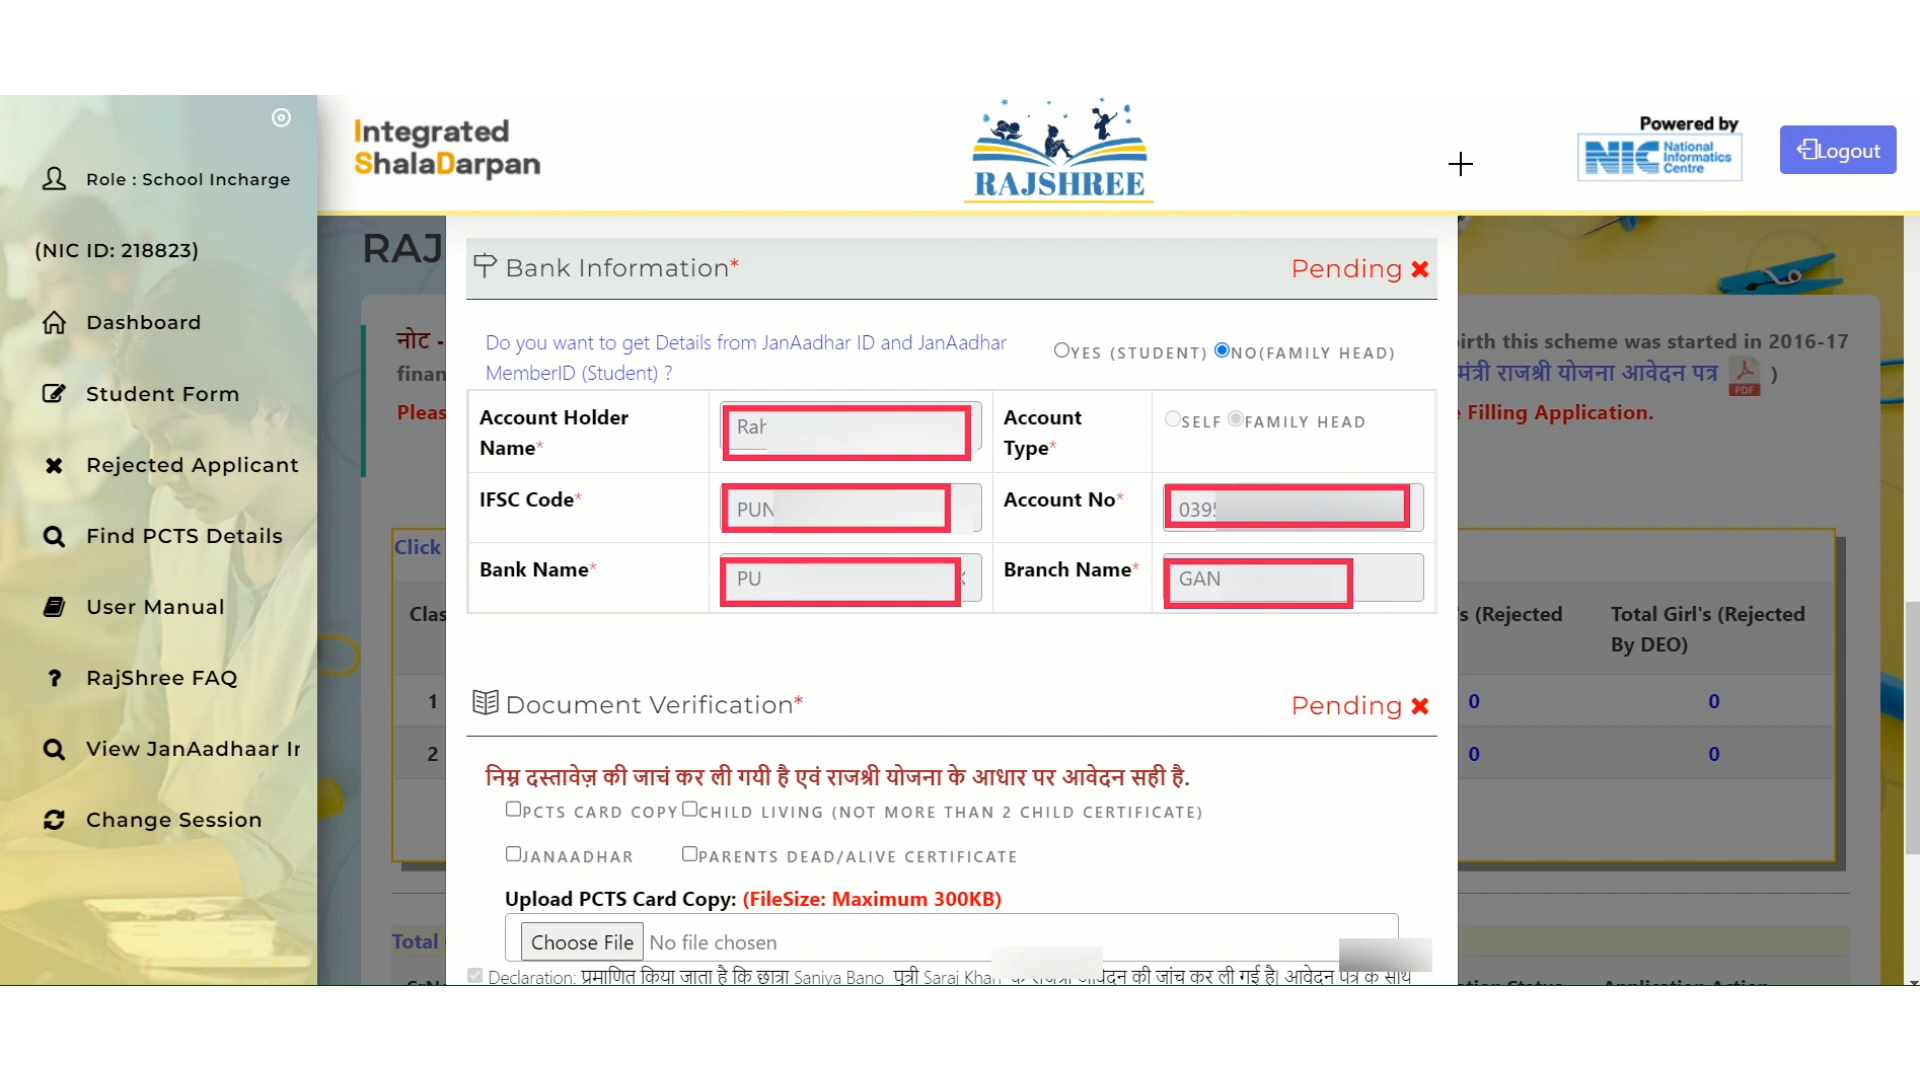 Role : School Incharge
(NIC ID: 218823)
Dashboard
Student Form
Rejected Applicant
Find PCTS Details
User Manual
RajShree FAQ
View JanAadhaar
Change Session
Integrated
ShalaDarpan
RAJSHREE
Powered by
NIC National
Informatics
Centre
Logout
RAJ
नोट -
finan
Pleas
irth this scheme was started in 2016-17
मंत्री राजश्री योजना आवेदन पत्र PDF )
Filling Application.
Bank Information* Pending
Do you want to get Details from JanAadhar ID and JanAadhar
MemberID (Student) ?
YES (STUDENT) NO(FAMILY HEAD)
Account Holder
Name*
Rah
Account
Type*
SELF FAMILY HEAD
IFSC Code* PUN Account No* 039
Bank Name* PU Branch Name* GAN
Click
Clas
1
2
's (Rejected
Total Girl's (Rejected
By DEO)
0 0
0 0
Document Verification* Pending
निम्न दस्तावेज़ की जाचं कर ली गयी है एवं राजश्री योजना के आधार पर आवेदन सही है.
PCTS CARD COPY CHILD LIVING (NOT MORE THAN 2 CHILD CERTIFICATE)
JANAADHAR PARENTS DEAD/ALIVE CERTIFICATE
Upload PCTS Card Copy: (FileSize: Maximum 300KB)
Choose File No file chosen
Total
Declaration: प्रमाणित किया जाता है कि छात्रा Saniya Bano पुत्री Saraj Khan आवेदन की जांच कर ली गई है। आवेदन पत्र के साथ